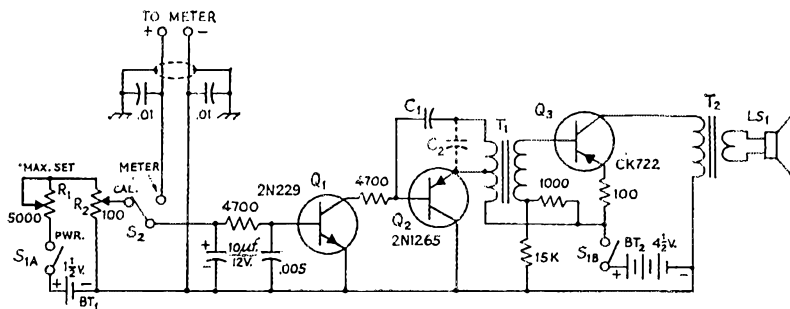 TO METER
+ -
.01
.01
C1
T1
Q3
T2
LS1
C2
CK722
"MAX. SET
R1
5000
R2
100
CAL.
METER
S2
2N229
Q1
4700
4700
Q2
2N1265
1000
100
PWR.
S1A
1½V.
+ -
BT1
+
-
10µf.
12V.
.005
15K
S1B
BT2 4½V.
+ -